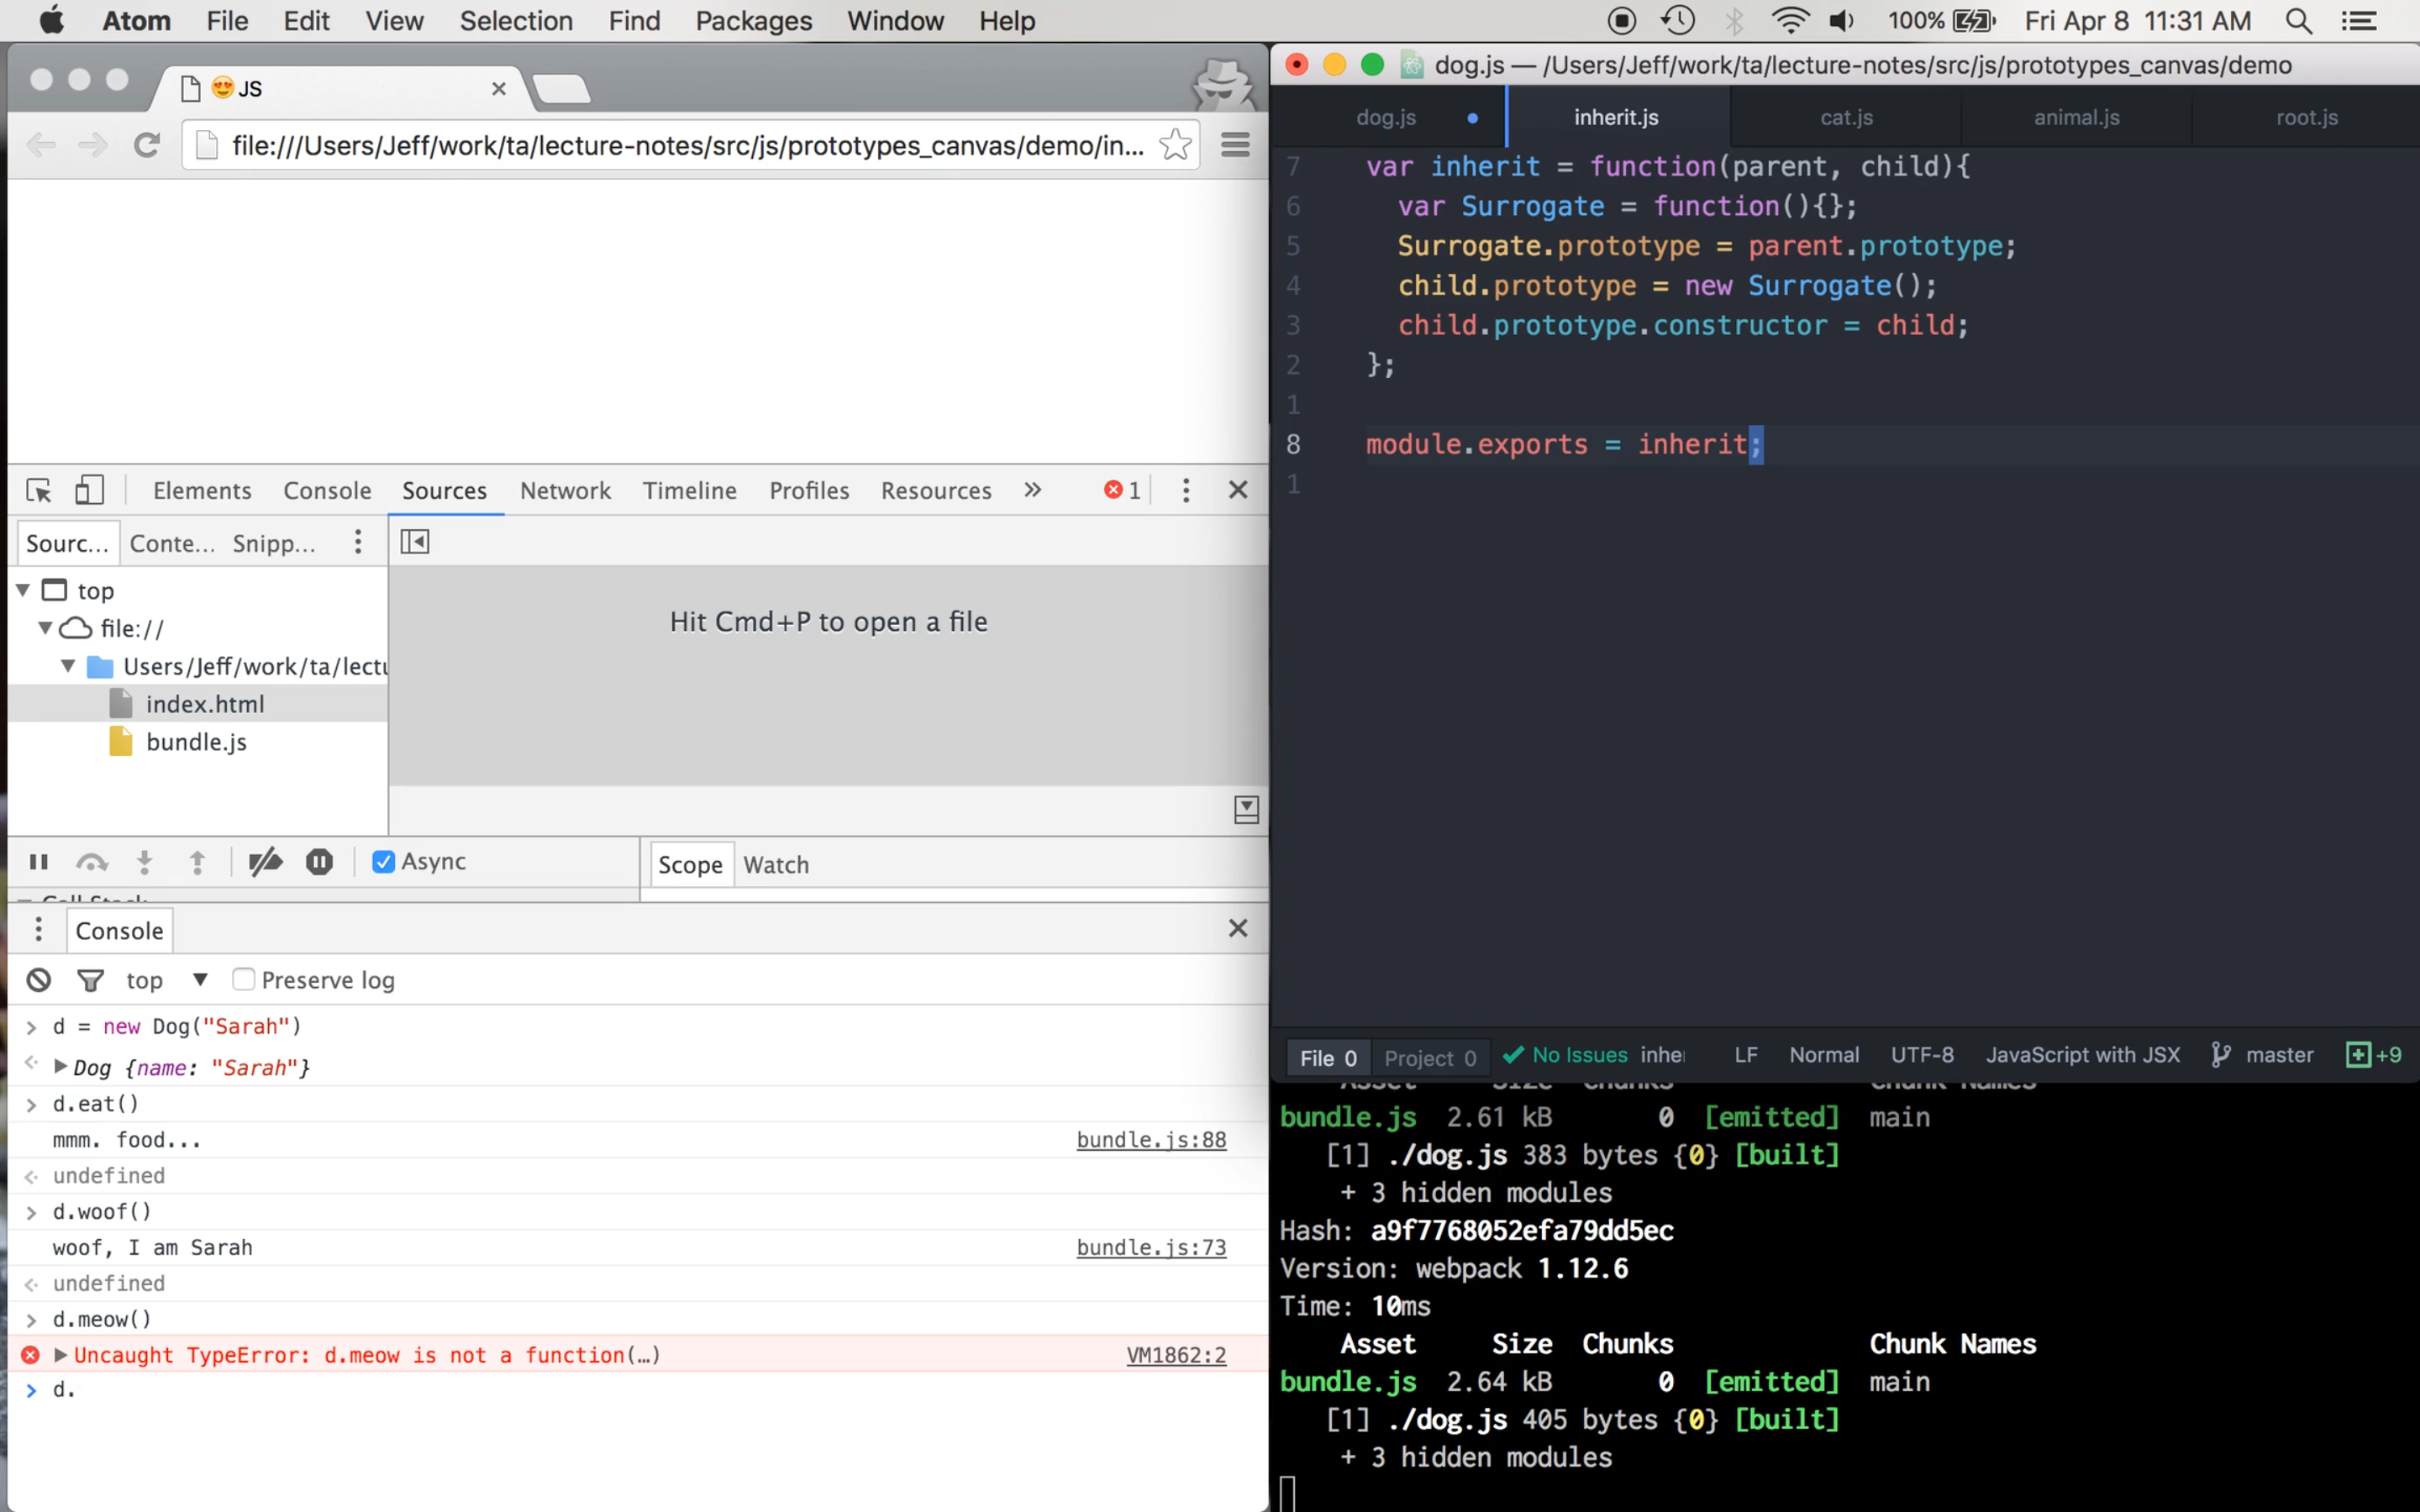 Atom File Edit View Selection Find Packages Window Help 100% Fri Apr 8 11:31 AM
😍JS
file:///Users/Jeff/work/ta/lecture-notes/src/js/prototypes_canvas/demo/in...
Elements Console Sources Network Timeline Profiles Resources » 1
Sourc... Conte... Snipp...
top
file://
Users/Jeff/work/ta/lectu
index.html
bundle.js
Hit Cmd+P to open a file
Async
Scope Watch
Call Stack
Console
top Preserve log
> d = new Dog("Sarah")
Dog {name: "Sarah"}
> d.eat()
mmm. food... bundle.js:88
undefined
> d.woof()
woof, I am Sarah bundle.js:73
undefined
> d.meow()
Uncaught TypeError: d.meow is not a function(…) VM1862:2
> d.
dog.js — /Users/Jeff/work/ta/lecture-notes/src/js/prototypes_canvas/demo
dog.js inherit.js cat.js animal.js root.js
7 var inherit = function(parent, child){
6 var Surrogate = function(){};
5 Surrogate.prototype = parent.prototype;
4 child.prototype = new Surrogate();
3 child.prototype.constructor = child;
2 };
1
8 module.exports = inherit;
1
File 0 Project 0 No Issues inhe LF Normal UTF-8 JavaScript with JSX master +9
Asset Size Chunks Chunk Names
bundle.js 2.61 kB 0 [emitted] main
[1] ./dog.js 383 bytes {0} [built]
+ 3 hidden modules
Hash: a9f7768052efa79dd5ec
Version: webpack 1.12.6
Time: 10ms
Asset Size Chunks Chunk Names
bundle.js 2.64 kB 0 [emitted] main
[1] ./dog.js 405 bytes {0} [built]
+ 3 hidden modules